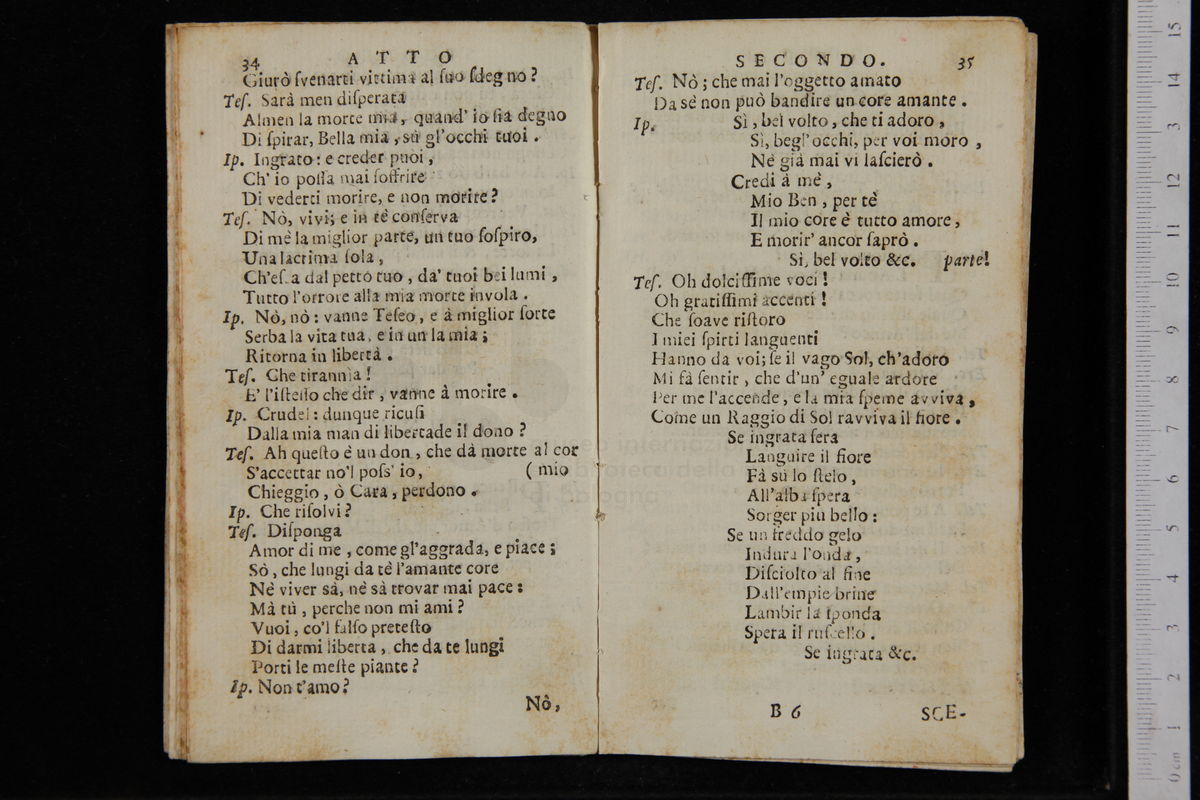 34 ATTO
Giurò ſvenarti vittima al ſuo ſdegno?
Teſ. Sarà men diſperata
Almen la morte mia, quand' io ſia degno
Di ſpirar, Bella mia, sù gl'occhi tuoi.
Ip. Ingrato: e creder puoi,
Ch' io poſſa mai ſoffrire
Di vederti morire, e non morire?
Teſ. Nò, vivi; e in tè conſerva
Di mè la miglior parte, un tuo ſoſpiro,
Una lacrima ſola,
Ch'eſca dal petto tuo, da' tuoi bei lumi,
Tutto l'orrore alla mia morte invola.
Ip. Nò, nò: vanne Teſeo, e à miglior ſorte
Serba la vita tua, e in un la mia;
Ritorna in libertà.
Teſ. Che tirannia!
E' l'iſteſſo che dir, vanne à morire.
Ip. Crudel: dunque ricuſi
Dalla mia man di libertade il dono?
Teſ. Ah queſto è un don, che dà morte al cor
S'accettar no'l poſs' io, ( mio
Chieggio, ò Cara, perdono.
Ip. Che riſolvi?
Teſ. Diſponga
Amor di me, come gl'aggrada, e piace;
Sò, che lungi da tè l'amante core
Nè viver sà, nè sà trovar mai pace:
Mà tù, perche non mi ami?
Vuoi, co'l falſo preteſto
Di darmi liberta, che da te lungi
Porti le meſte piante?
Ip. Non t'amo?
Nò,
SECONDO. 35
Teſ. Nò; che mai l'oggetto amato
Da sè non può bandire un core amante.
Ip. Sì, bel volto, che ti adoro,
Sì, begl' occhi, per voi moro,
Nè già mai vi laſcierò.
Credi à mè,
Mio Ben, per tè
Il mio core è tutto amore,
E morir' ancor ſaprò.
Si, bel volto &c. parte!
Teſ. Oh dolciſſime voci!
Oh gratiſſimi accenti!
Che ſoave riſtoro
I miei ſpirti languenti
Hanno da voi; ſe il vago Sol, ch'adoro
Mi fà ſentir, che d'un' eguale ardore
Per me l'accende, e la mia ſpeme avviva,
Come un Raggio di Sol ravviva il fiore.
Se ingrata ſera
Languire il fiore
Fà sù lo ſtelo,
All'alba ſpera
Sorger più bello:
Se un freddo gelo
Indura l'onda,
Diſciolto al fine
Dall'empie brine
Lambir la ſponda
Spera il ruſcello.
Se ingrata &c.
B 6 SCE-